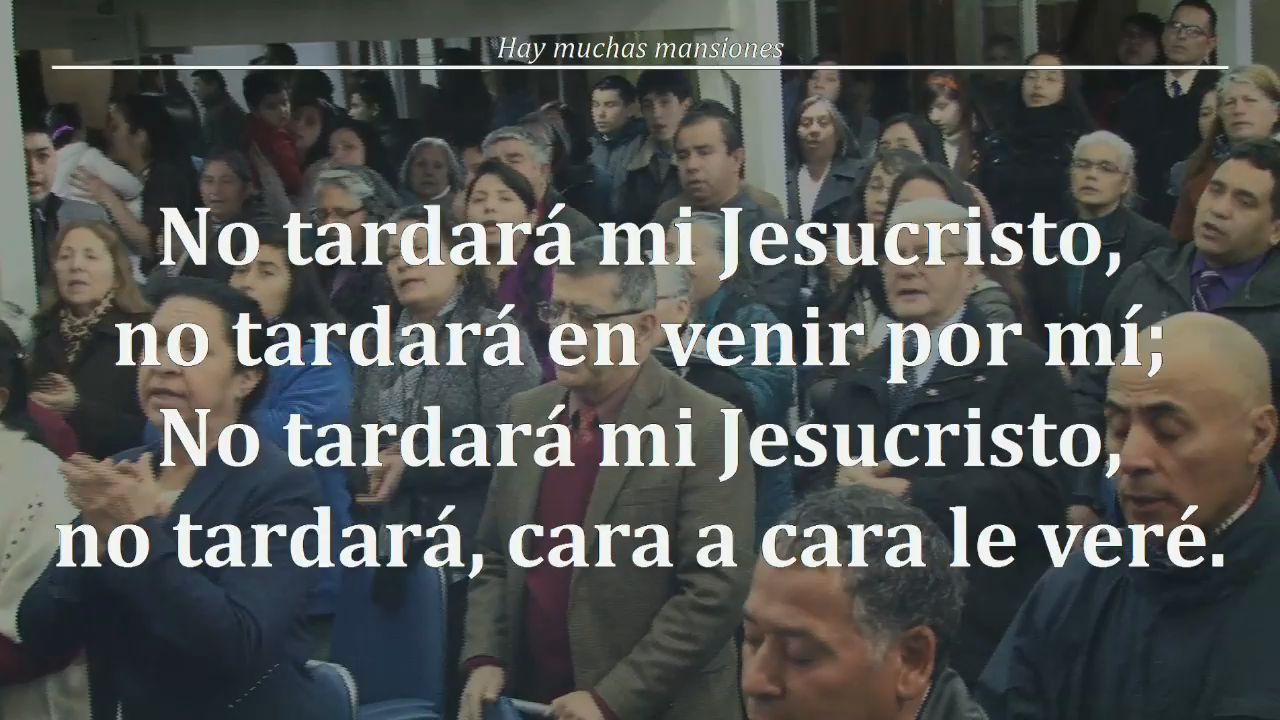 Hay muchas mansiones
No tardará mi Jesucristo,
no tardará en venir por mí;
No tardará mi Jesucristo,
no tardará, cara a cara le veré.